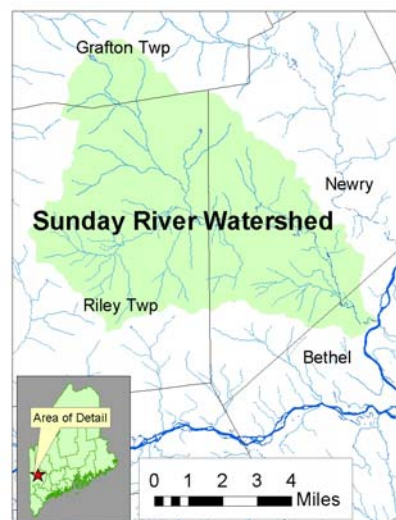 Grafton Twp
Newry
Sunday River Watershed
Riley Twp
Bethel
Area of Detail
0 1 2 3 4
Miles